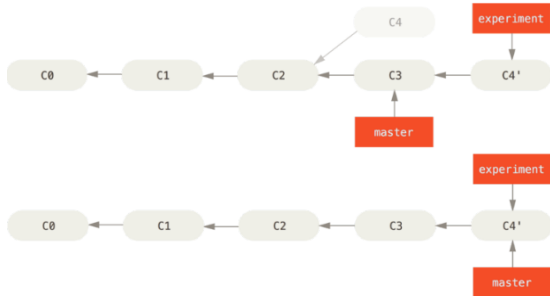 C4
experiment
C0
C1
C2
C3
C4'
master
experiment
C0
C1
C2
C3
C4'
master